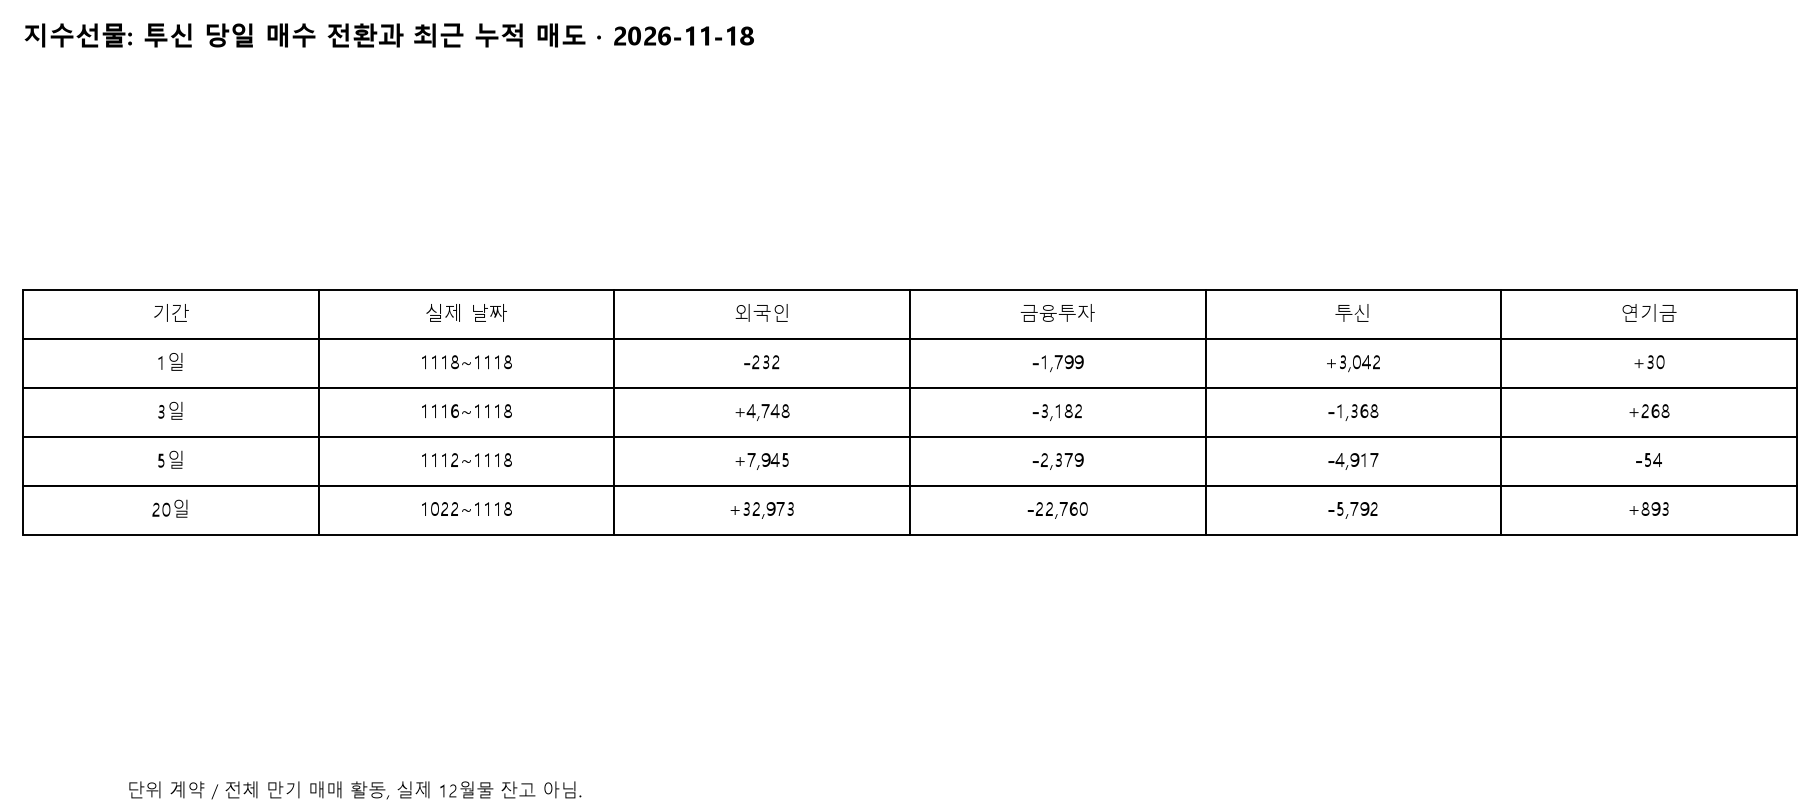 지수선물: 투신 당일 매수 전환과 최근 누적 매도 · 2026-11-18
기간 실제 날짜 외국인 금융투자 투신 연기금
1일 1118~1118 -232 -1,799 +3,042 +30
3일 1116~1118 +4,748 -3,182 -1,368 +268
5일 1112~1118 +7,945 -2,379 -4,917 -54
20일 1022~1118 +32,973 -22,760 -5,792 +893
단위 계약 / 전체 만기 매매 활동, 실제 12월물 잔고 아님.